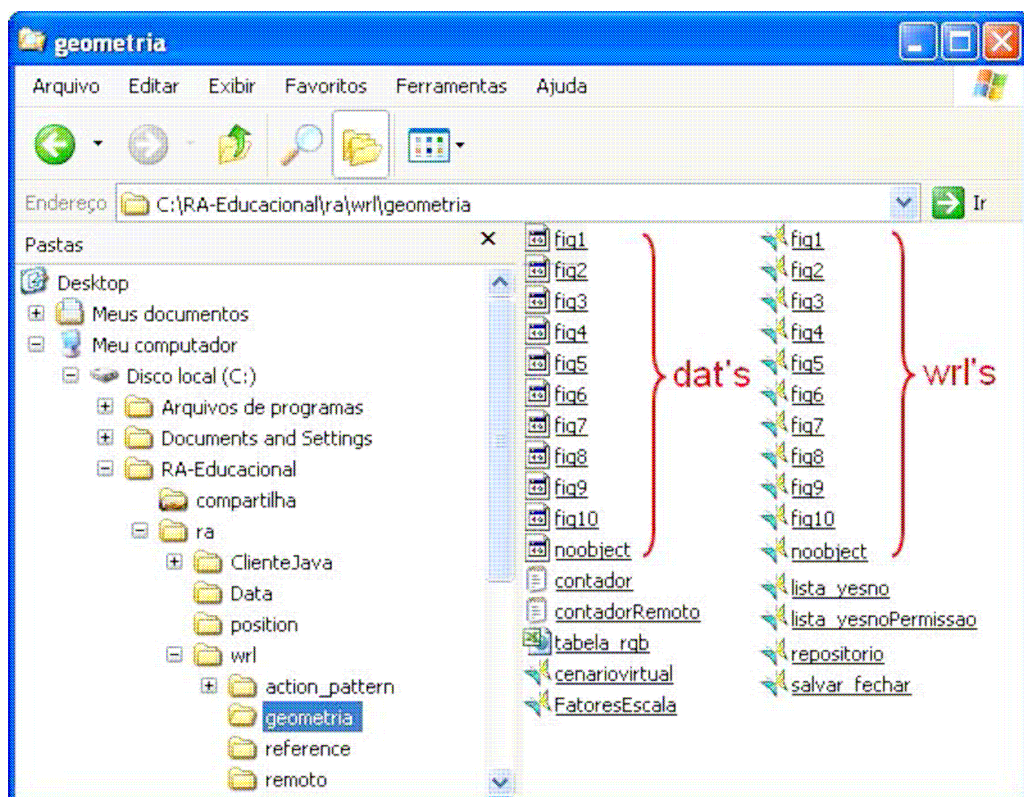 geometria
Arquivo Editar Exibir Favoritos Ferramentas Ajuda
Endereço C:\RA-Educacional\ra\wrl\geometria Ir
Pastas
Desktop
Meus documentos
Meu computador
Disco local (C:)
Arquivos de programas
Documents and Settings
RA-Educacional
compartilha
ra
ClienteJava
Data
position
wrl
action_pattern
geometria
reference
remoto
fig1
fig2
fig3
fig4
fig5
fig6
fig7
fig8
fig9
fig10
noobject
dat's
contador
contadorRemoto
tabela_rgb
cenariovirtual
FatoresEscala
fig1
fig2
fig3
fig4
fig5
fig6
fig7
fig8
fig9
fig10
noobject
wrl's
lista_yesno
lista_yesnoPermissao
repositorio
salvar_fechar